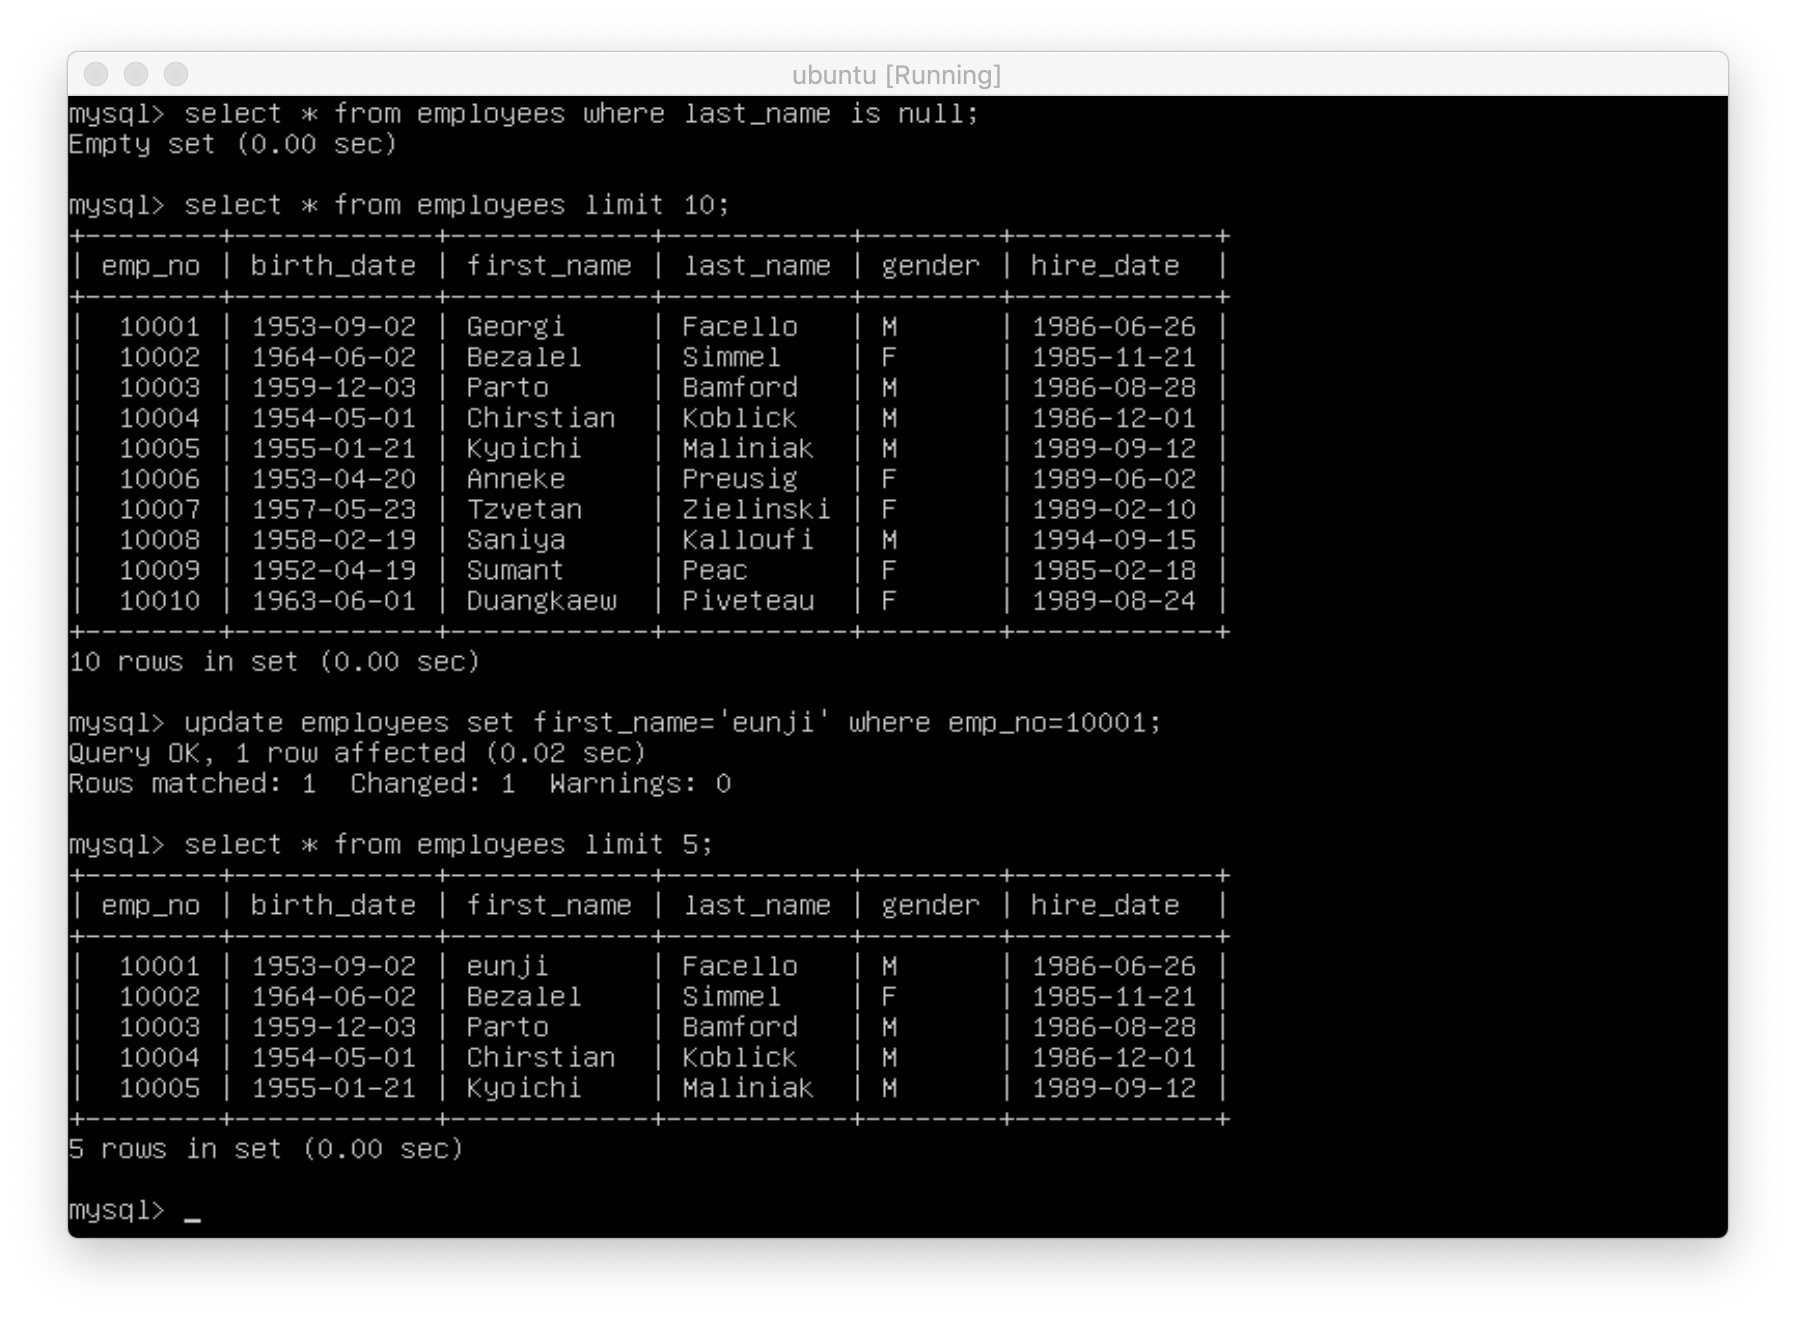 ubuntu [Running]
mysql> select * from employees where last_name is null;
Empty set (0.00 sec)
mysql> select * from employees limit 10;
+--------+------------+------------+-----------+--------+------------+
| emp_no | birth_date | first_name | last_name | gender | hire_date  |
+--------+------------+------------+-----------+--------+------------+
|  10001 | 1953-09-02 | Georgi     | Facello   | M      | 1986-06-26 |
|  10002 | 1964-06-02 | Bezalel    | Simmel    | F      | 1985-11-21 |
|  10003 | 1959-12-03 | Parto      | Bamford   | M      | 1986-08-28 |
|  10004 | 1954-05-01 | Chirstian  | Koblick   | M      | 1986-12-01 |
|  10005 | 1955-01-21 | Kyoichi    | Maliniak  | M      | 1989-09-12 |
|  10006 | 1953-04-20 | Anneke     | Preusig   | F      | 1989-06-02 |
|  10007 | 1957-05-23 | Tzvetan    | Zielinski | F      | 1989-02-10 |
|  10008 | 1958-02-19 | Saniya     | Kalloufi  | M      | 1994-09-15 |
|  10009 | 1952-04-19 | Sumant     | Peac      | F      | 1985-02-18 |
|  10010 | 1963-06-01 | Duangkaew  | Piveteau  | F      | 1989-08-24 |
+--------+------------+------------+-----------+--------+------------+
10 rows in set (0.00 sec)
mysql> update employees set first_name='eunji' where emp_no=10001;
Query OK, 1 row affected (0.02 sec)
Rows matched: 1  Changed: 1  Warnings: 0
mysql> select * from employees limit 5;
+--------+------------+------------+-----------+--------+------------+
| emp_no | birth_date | first_name | last_name | gender | hire_date  |
+--------+------------+------------+-----------+--------+------------+
|  10001 | 1953-09-02 | eunji      | Facello   | M      | 1986-06-26 |
|  10002 | 1964-06-02 | Bezalel    | Simmel    | F      | 1985-11-21 |
|  10003 | 1959-12-03 | Parto      | Bamford   | M      | 1986-08-28 |
|  10004 | 1954-05-01 | Chirstian  | Koblick   | M      | 1986-12-01 |
|  10005 | 1955-01-21 | Kyoichi    | Maliniak  | M      | 1989-09-12 |
+--------+------------+------------+-----------+--------+------------+
5 rows in set (0.00 sec)
mysql> _